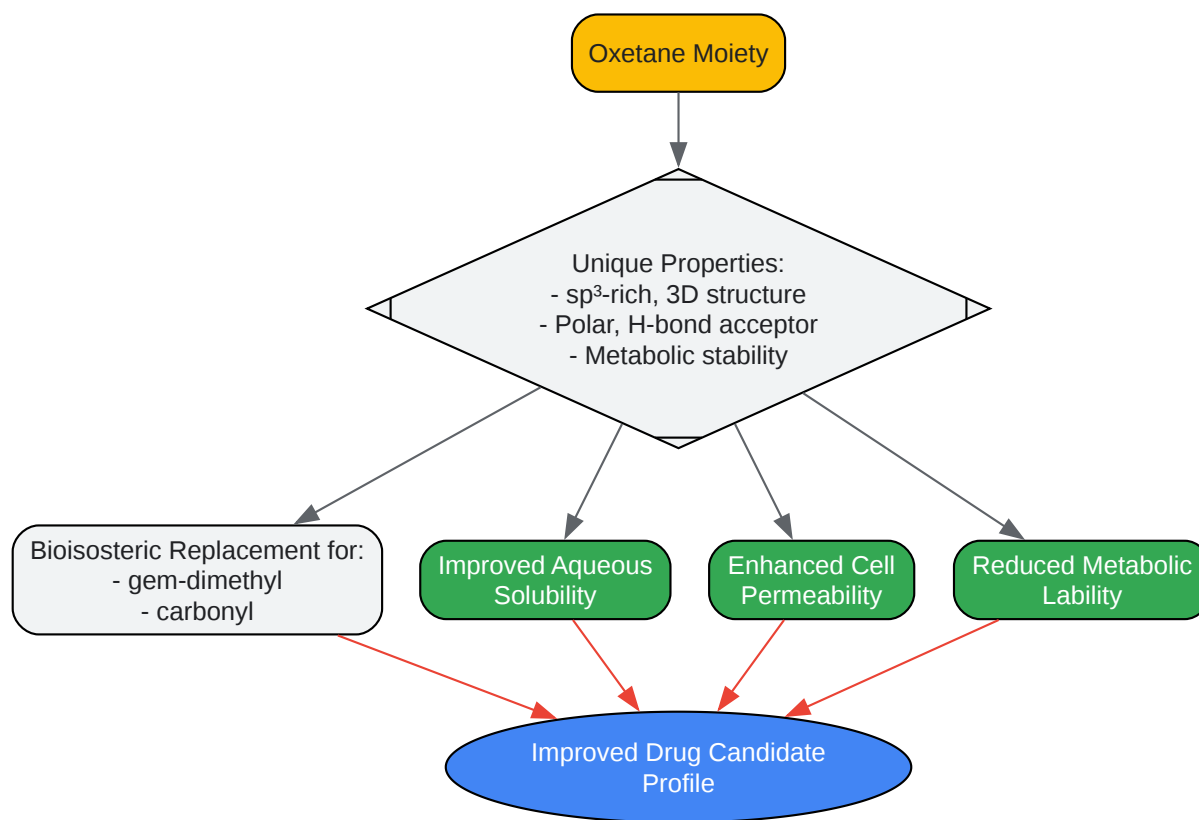 Oxetane Moiety
Unique Properties:
- sp³-rich, 3D structure
- Polar, H-bond acceptor
- Metabolic stability
Bioisosteric Replacement for:
- gem-dimethyl
- carbonyl
Improved Aqueous
Solubility
Enhanced Cell
Permeability
Reduced Metabolic
Lability
Improved Drug Candidate
Profile